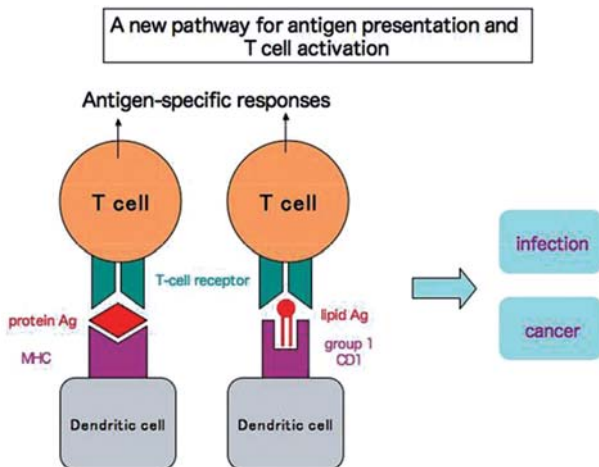 A new pathway for antigen presentation and
T cell activation
Antigen-specific responses
T cell
T cell
T-cell receptor
protein Ag
lipid Ag
MHC
group 1
CD1
Dendritic cell
Dendritic cell
infection
cancer